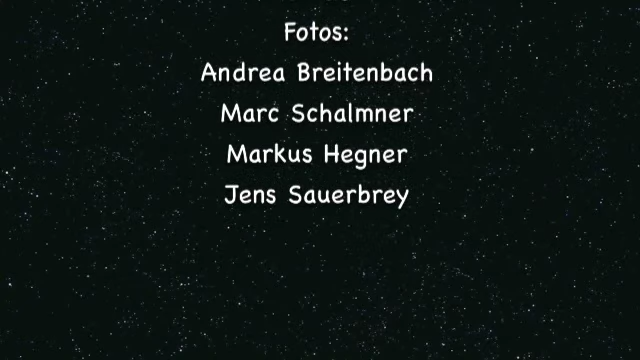 Fotos:
Andrea Breitenbach
Marc Schalmner
Markus Hegner
Jens Sauerbrey